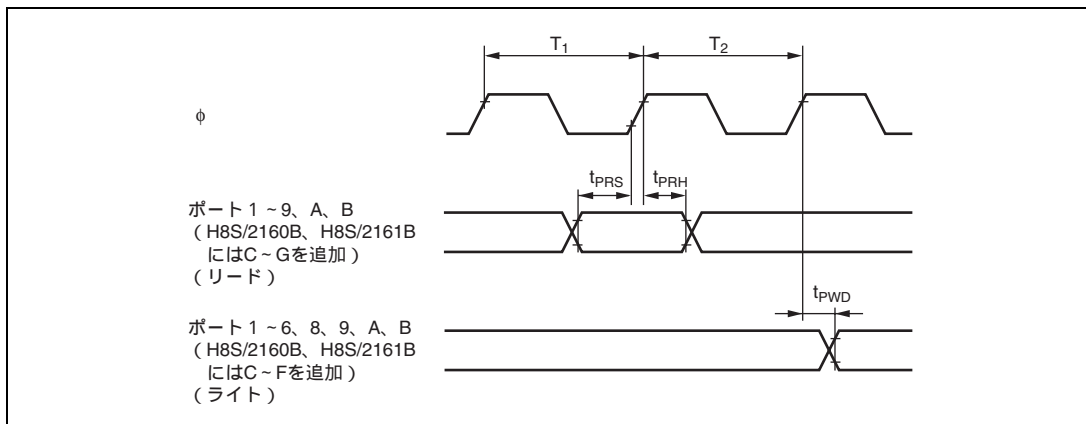 T1 T2
φ
tPRS tPRH
ポート 1 ~ 9、A、B
( H8S/2160B、H8S/2161B
にはC ~ Gを追加 )
( リード )
tPWD
ポート 1 ~ 6、8、9、A、B
( H8S/2160B、H8S/2161B
にはC ~ Fを追加 )
( ライト )